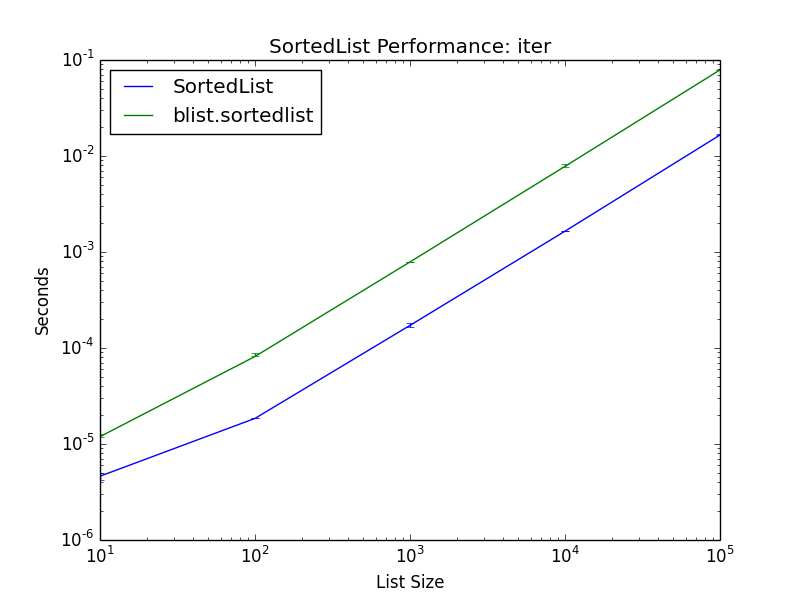 SortedList Performance: iter
SortedList
blist.sortedlist
10^-1
10^-2
10^-3
10^-4
10^-5
10^-6
Seconds
10^1 10^2 10^3 10^4 10^5
List Size